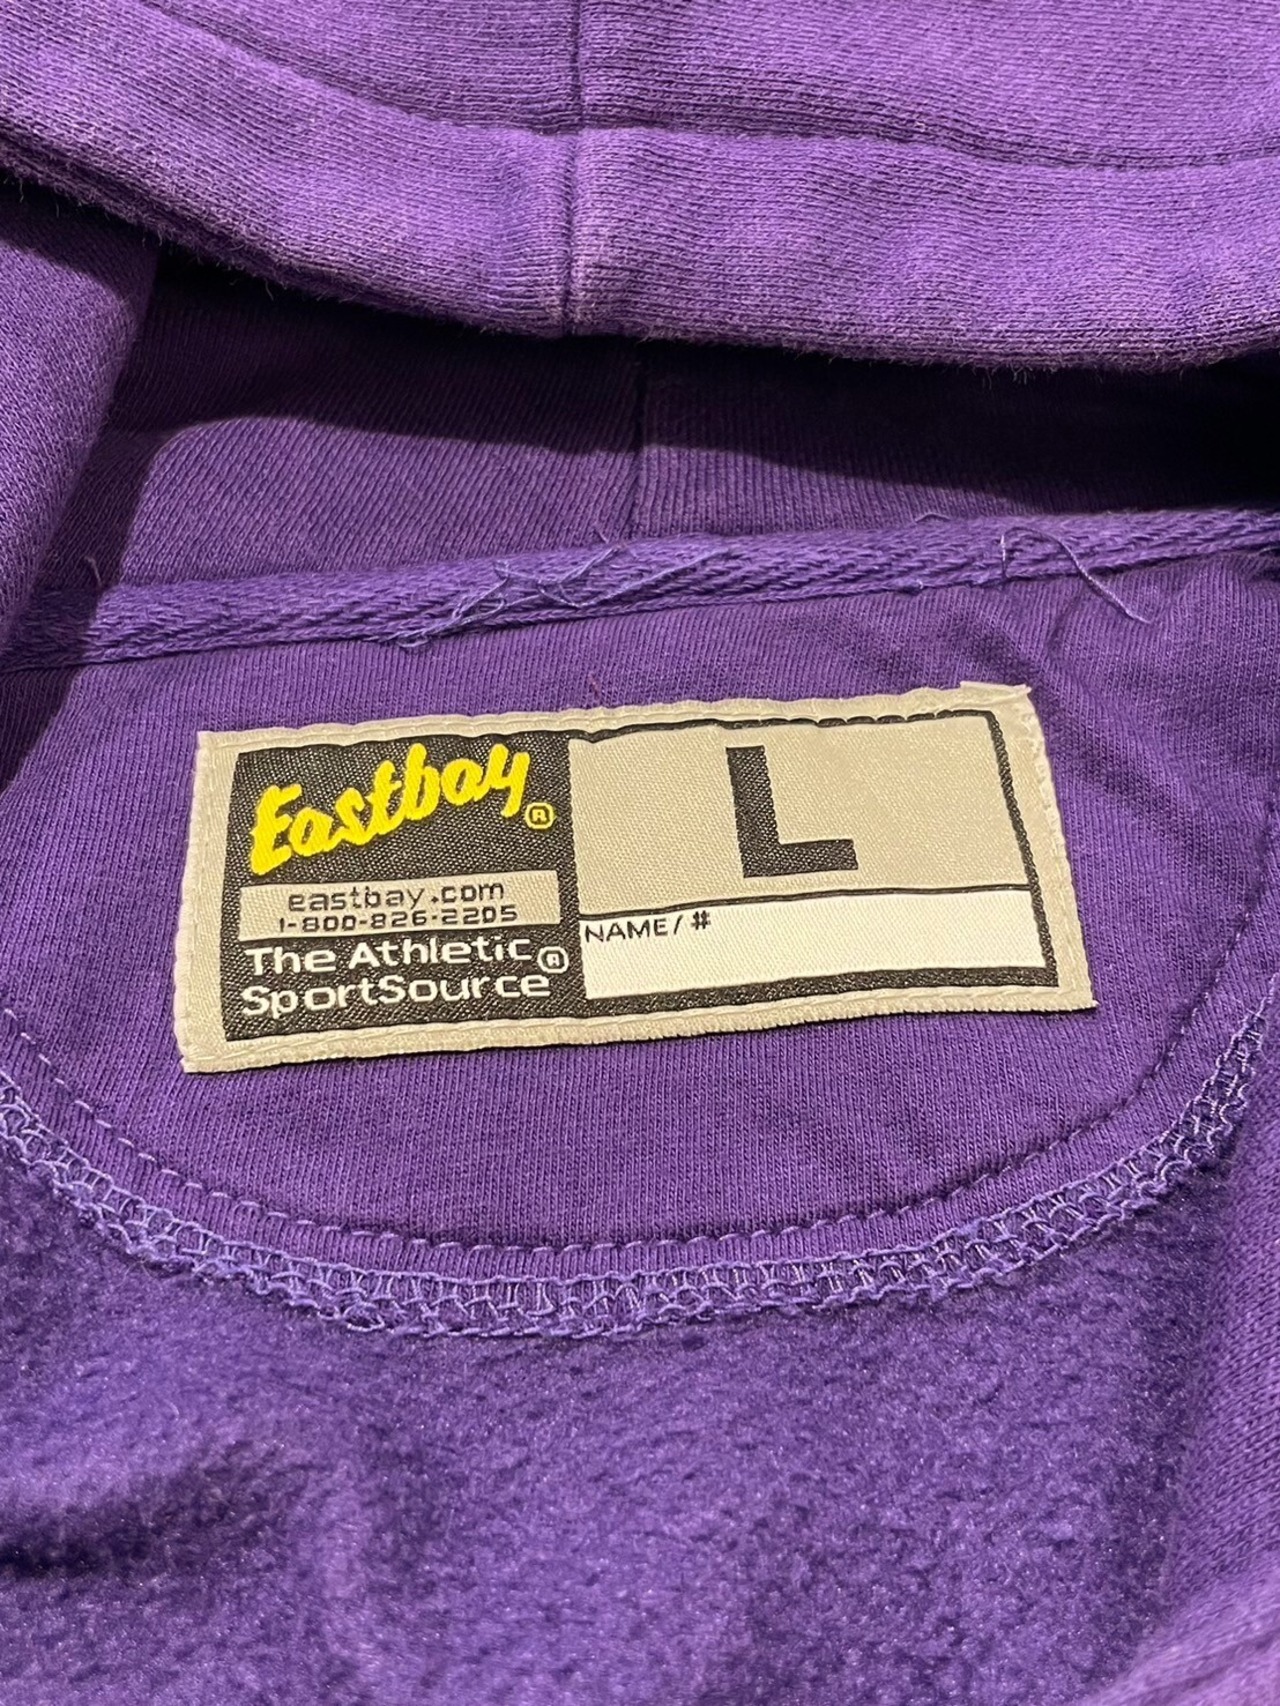 Eastbay®
eastbay.com
1-800-826-2205
The Athletic®
SportSource
L
NAME/#